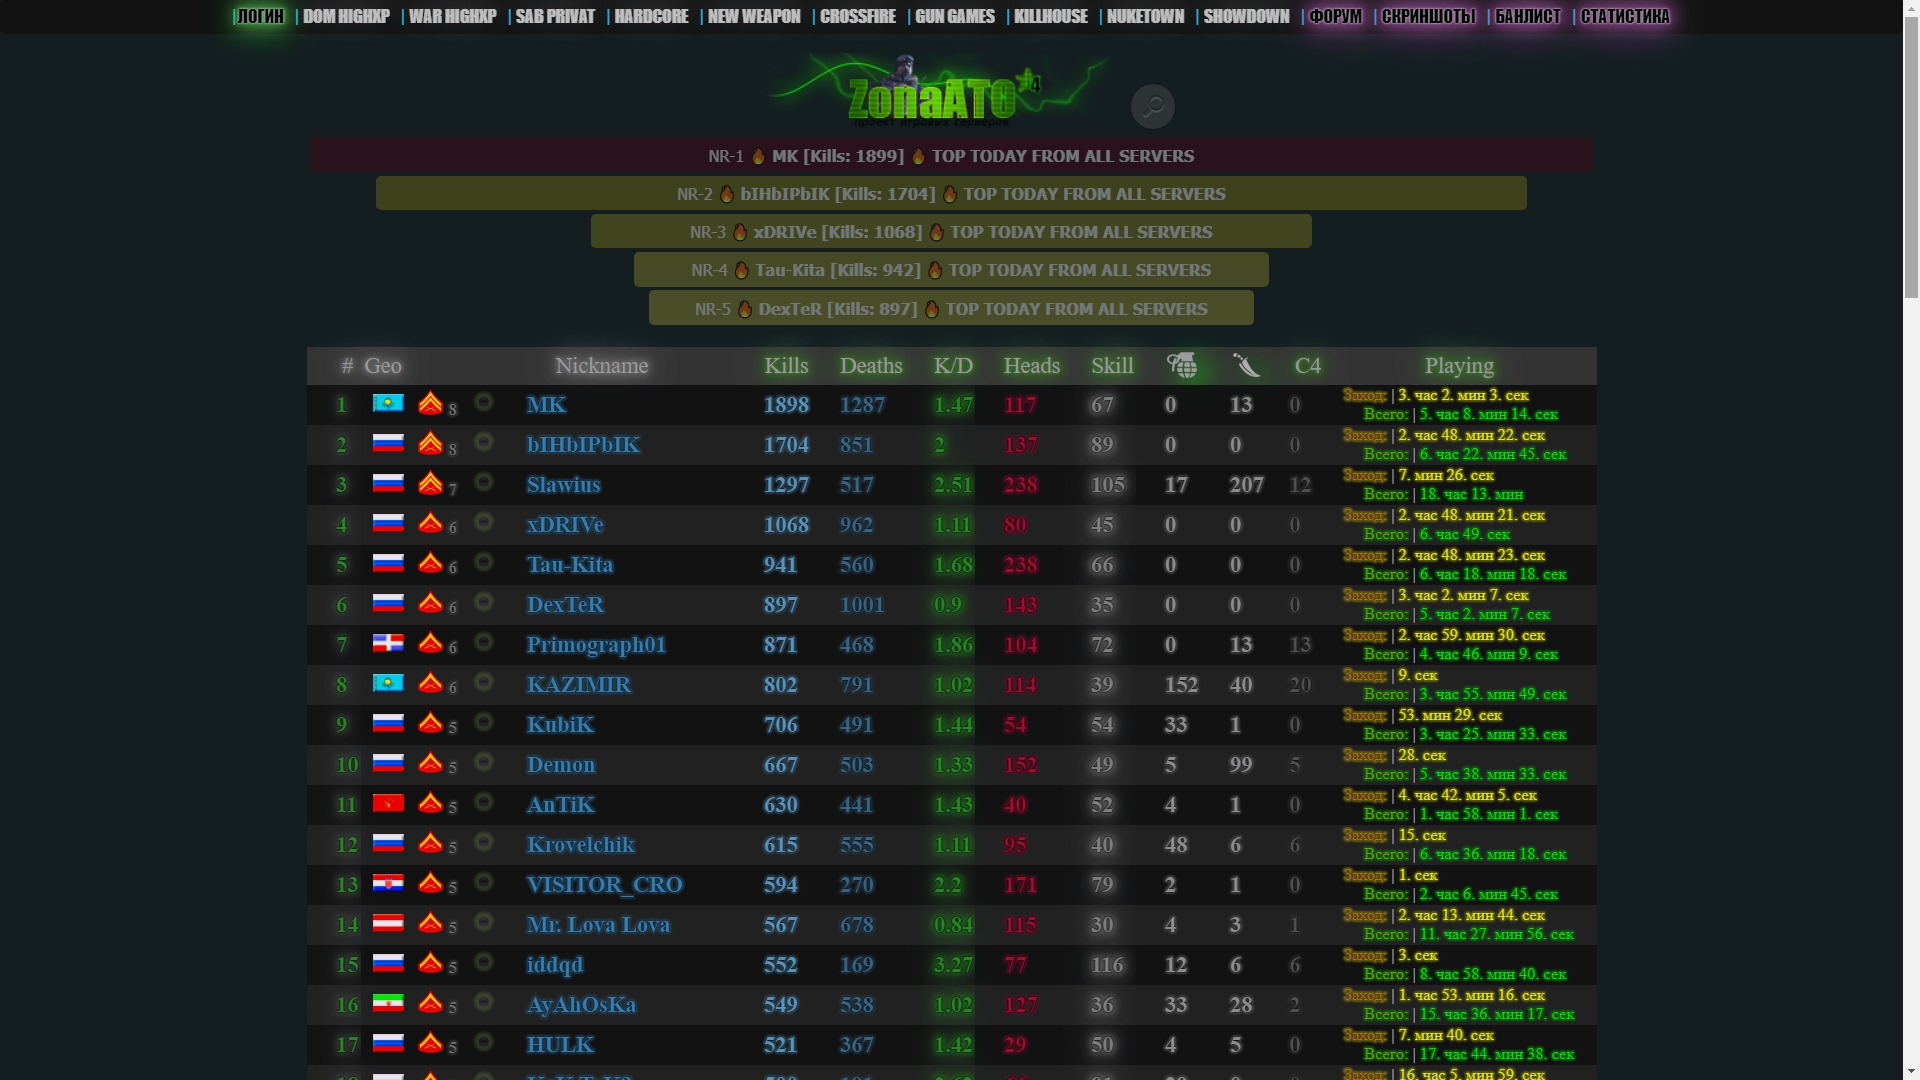 |ЛОГИН | DOM HIGHXP | WAR HIGHXP | SAB PRIVAT | HARDCORE | NEW WEAPON | CROSSFIRE | GUN GAMES | KILLHOUSE | NUKETOWN | SHOWDOWN | ФОРУМ | СКРИНШОТЫ | БАНЛИСТ | СТАТИСТИКА
ZonaATO 4
проект игровых серверов
NR-1 MK [Kills: 1899] TOP TODAY FROM ALL SERVERS
NR-2 bIHbIPbIK [Kills: 1704] TOP TODAY FROM ALL SERVERS
NR-3 xDRIVe [Kills: 1068] TOP TODAY FROM ALL SERVERS
NR-4 Tau-Kita [Kills: 942] TOP TODAY FROM ALL SERVERS
NR-5 DexTeR [Kills: 897] TOP TODAY FROM ALL SERVERS
# Geo Nickname Kills Deaths K/D Heads Skill C4 Playing
1 8 MK 1898 1287 1.47 117 67 0 13 0 Заход: | 3. час 2. мин 3. сек
Всего: | 5. час 8. мин 14. сек
2 8 bIHbIPbIK 1704 851 2 137 89 0 0 0 Заход: | 2. час 48. мин 22. сек
Всего: | 6. час 22. мин 45. сек
3 7 Slawius 1297 517 2.51 238 105 17 207 12 Заход: | 7. мин 26. сек
Всего: | 18. час 13. мин
4 6 xDRIVe 1068 962 1.11 80 45 0 0 0 Заход: | 2. час 48. мин 21. сек
Всего: | 6. час 49. сек
5 6 Tau-Kita 941 560 1.68 238 66 0 0 0 Заход: | 2. час 48. мин 23. сек
Всего: | 6. час 18. мин 18. сек
6 6 DexTeR 897 1001 0.9 143 35 0 0 0 Заход: | 3. час 2. мин 7. сек
Всего: | 5. час 2. мин 7. сек
7 6 Primograph01 871 468 1.86 104 72 0 13 13 Заход: | 2. час 59. мин 30. сек
Всего: | 4. час 46. мин 9. сек
8 6 KAZIMIR 802 791 1.02 114 39 152 40 20 Заход: | 9. сек
Всего: | 3. час 55. мин 49. сек
9 5 KubiK 706 491 1.44 54 54 33 1 0 Заход: | 53. мин 29. сек
Всего: | 3. час 25. мин 33. сек
10 5 Demon 667 503 1.33 152 49 5 99 5 Заход: | 28. сек
Всего: | 5. час 38. мин 33. сек
11 5 AnTiK 630 441 1.43 40 52 4 1 0 Заход: | 4. час 42. мин 5. сек
Всего: | 1. час 58. мин 1. сек
12 5 Krovelchik 615 555 1.11 95 40 48 6 6 Заход: | 15. сек
Всего: | 6. час 36. мин 18. сек
13 5 VISITOR_CRO 594 270 2.2 171 79 2 1 0 Заход: | 1. сек
Всего: | 2. час 6. мин 45. сек
14 5 Mr. Lova Lova 567 678 0.84 115 30 4 3 1 Заход: | 2. час 13. мин 44. сек
Всего: | 11. час 27. мин 56. сек
15 5 iddqd 552 169 3.27 77 116 12 6 6 Заход: | 3. сек
Всего: | 8. час 58. мин 40. сек
16 5 AyAhOsKa 549 538 1.02 127 36 33 28 2 Заход: | 1. час 53. мин 16. сек
Всего: | 15. час 36. мин 17. сек
17 5 HULK 521 367 1.42 29 50 4 5 0 Заход: | 7. мин 40. сек
Всего: | 17. час 44. мин 38. сек
Заход: | 16. час 5. мин 59. сек